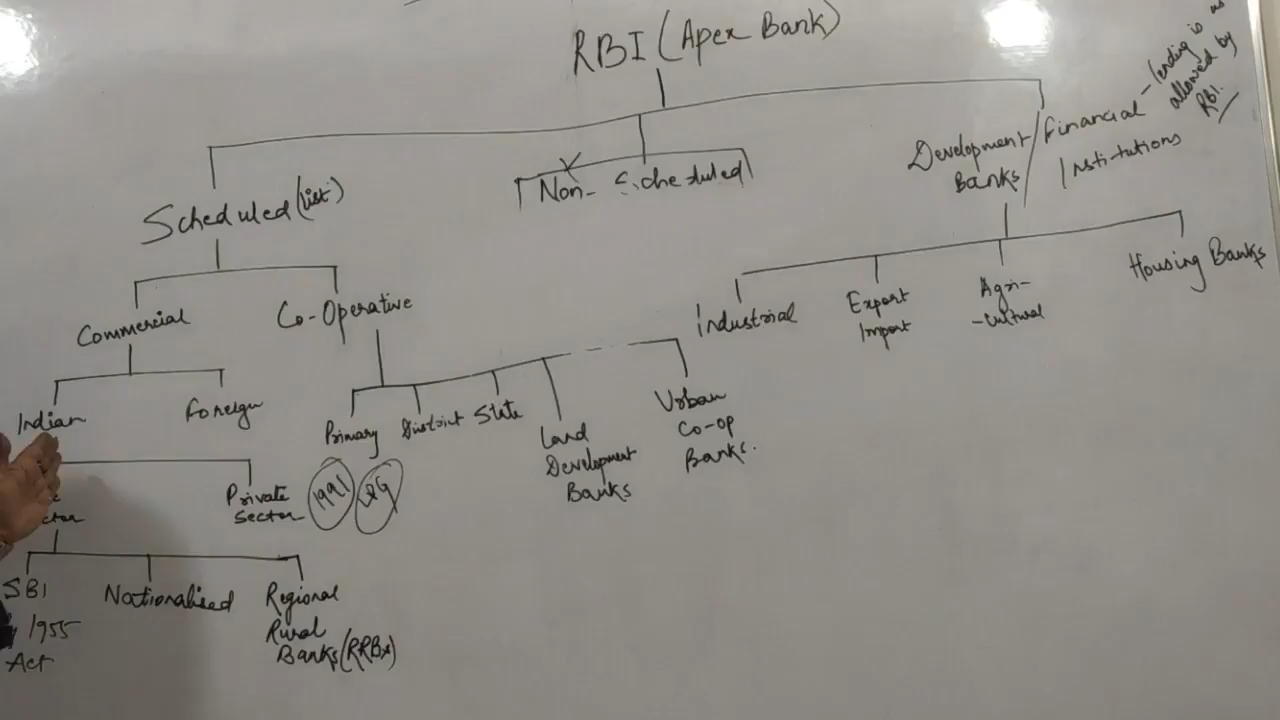 RBI (Apex Bank)
Scheduled (list)
Non-Scheduled
Development Banks / Financial Institutions
- lending is as
allowed by
RBI.
Commercial
Co-Operative
Industrial
Export
Import
Agri-
-cultural
Housing Banks
Indian
Foreign
Primary
District
State
Land
Development
Banks
Urban
Co-op
Banks.
Private
Sector
1991
LPG
SBI
1955
Act
Nationalised
Regional
Rural
Banks (RRBs)